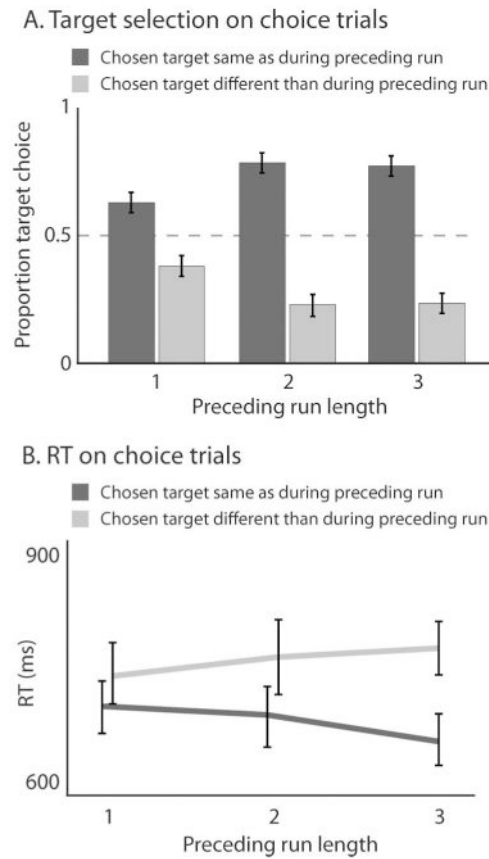 A. Target selection on choice trials
Chosen target same as during preceding run
Chosen target different than during preceding run
1
0.5
0
Proportion target choice
1 2 3
Preceding run length
B. RT on choice trials
Chosen target same as during preceding run
Chosen target different than during preceding run
900
600
RT (ms)
1 2 3
Preceding run length